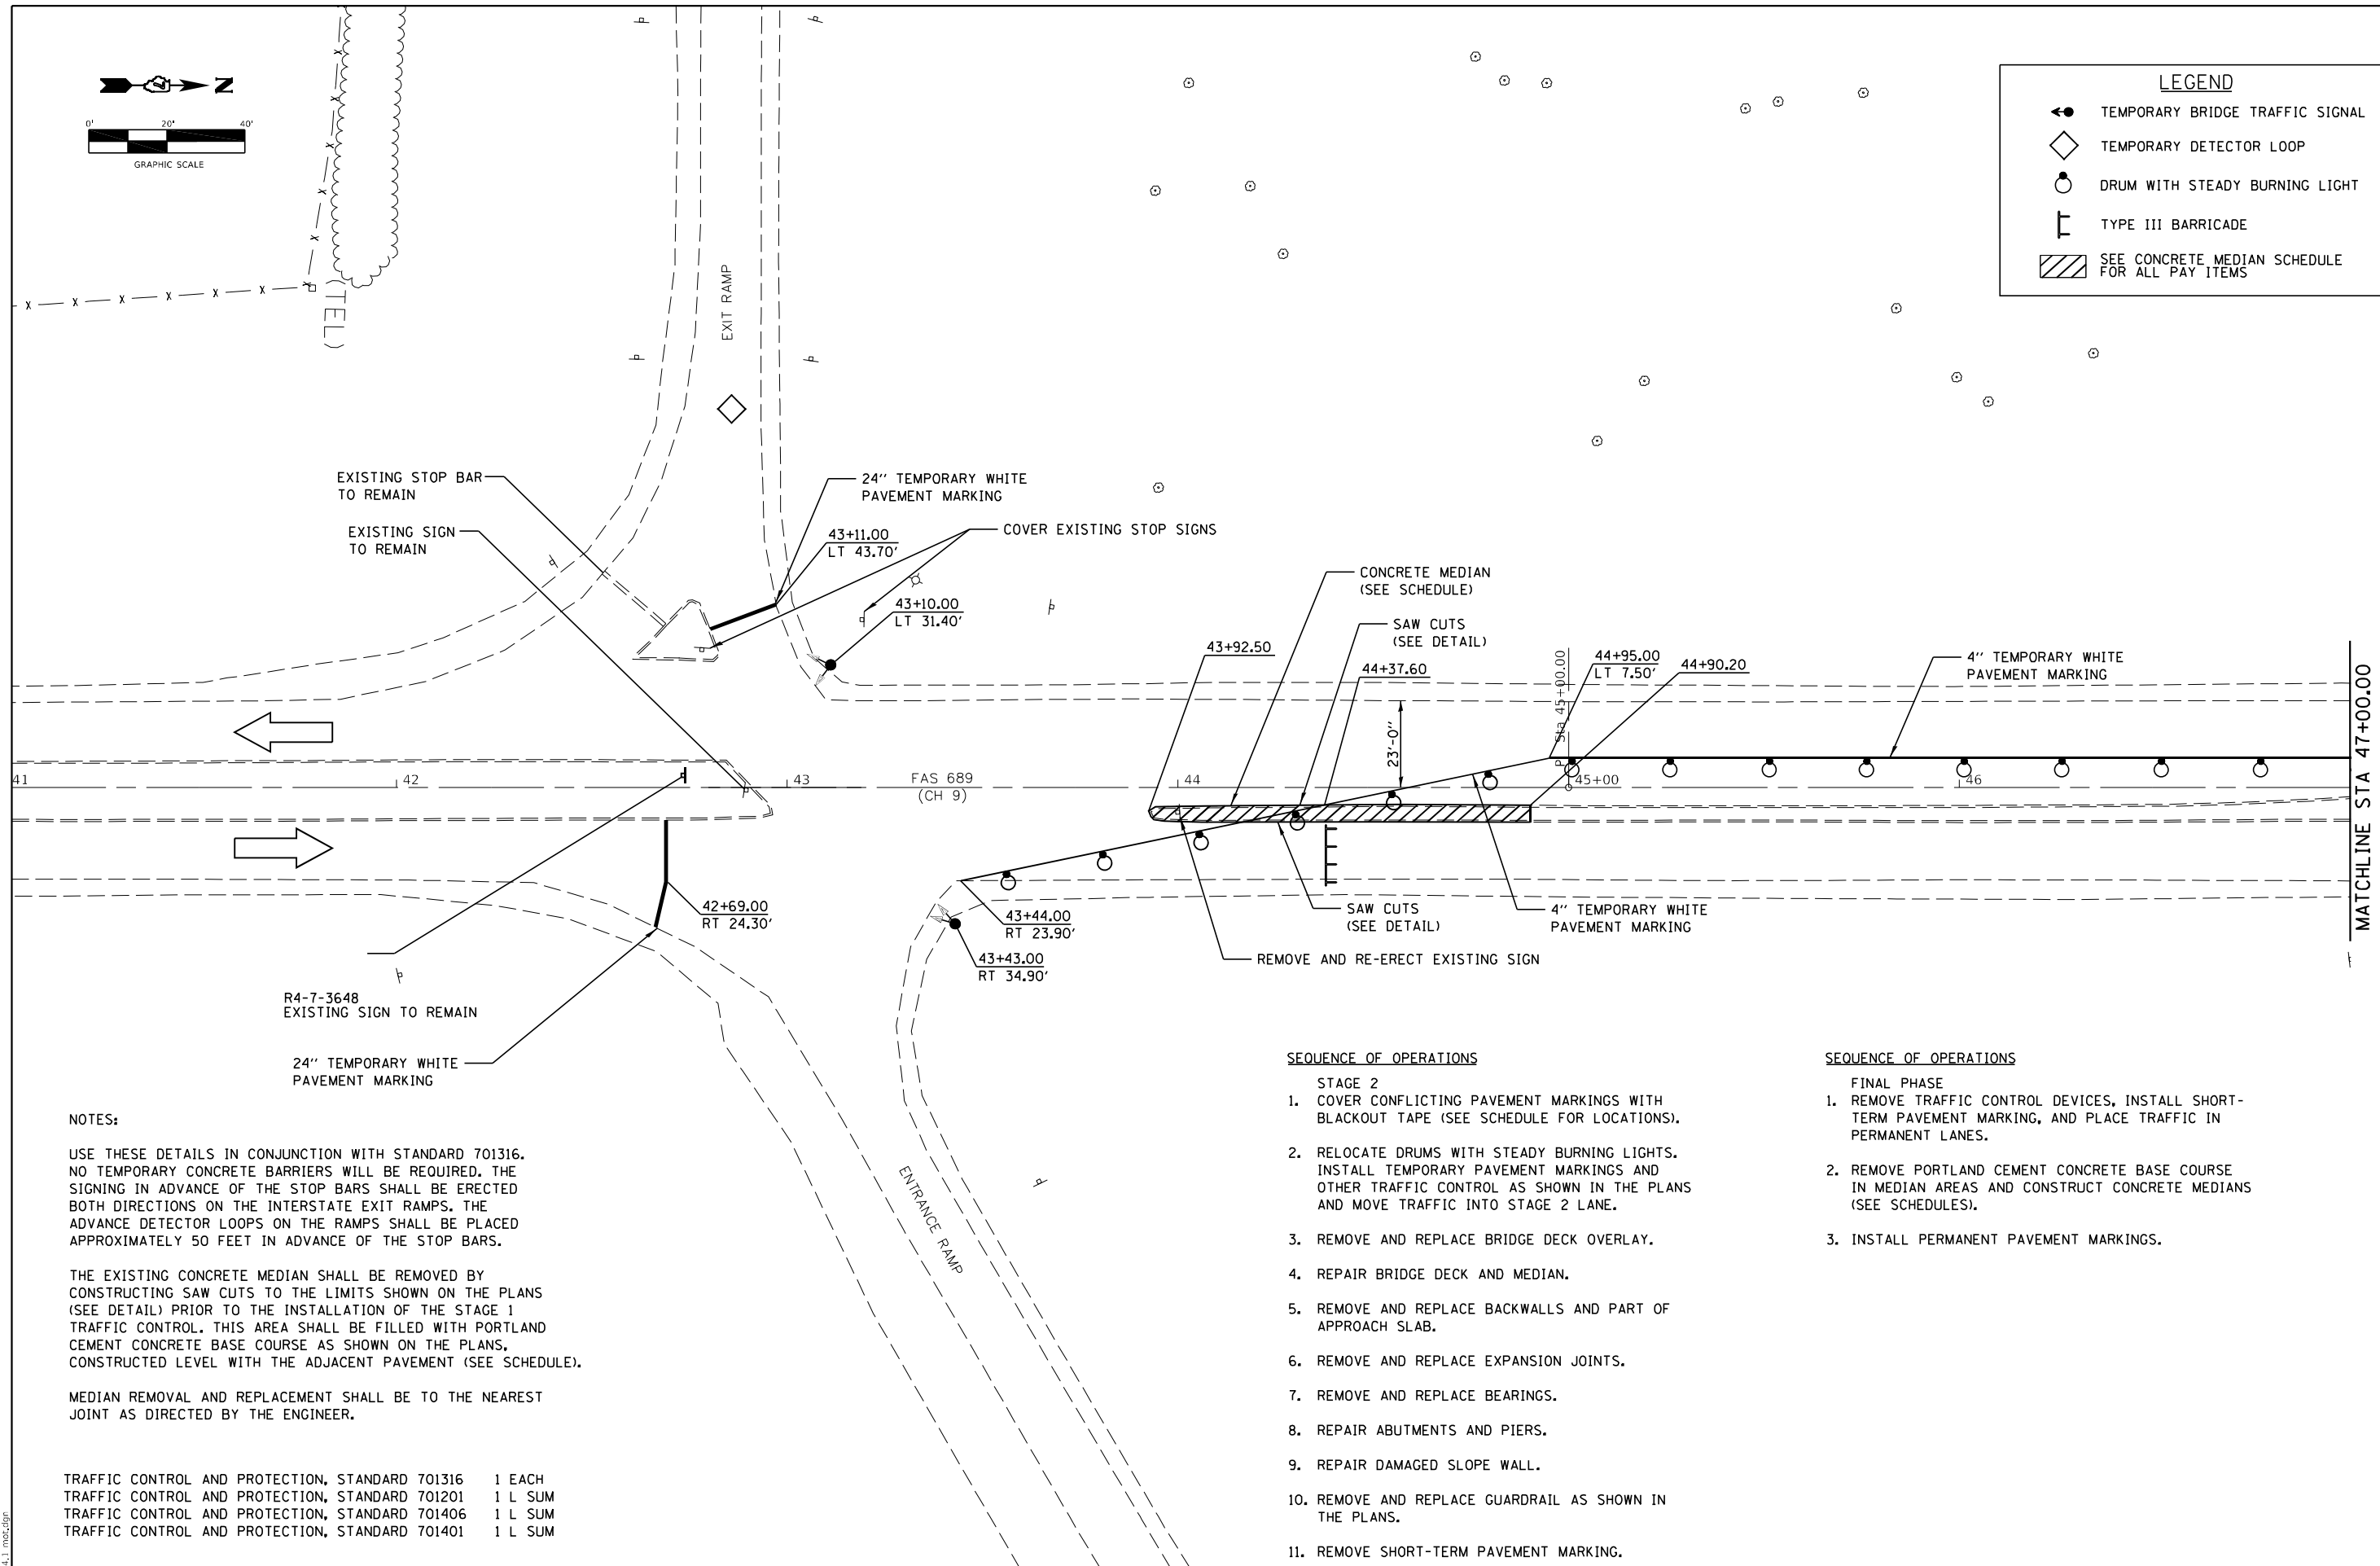 N
0' 20' 40'
GRAPHIC SCALE
LEGEND
TEMPORARY BRIDGE TRAFFIC SIGNAL
TEMPORARY DETECTOR LOOP
DRUM WITH STEADY BURNING LIGHT
TYPE III BARRICADE
SEE CONCRETE MEDIAN SCHEDULE
FOR ALL PAY ITEMS
(TEL)
EXIT RAMP
EXISTING STOP BAR
TO REMAIN
EXISTING SIGN
TO REMAIN
24'' TEMPORARY WHITE
PAVEMENT MARKING
43+11.00
LT 43.70'
COVER EXISTING STOP SIGNS
43+10.00
LT 31.40'
CONCRETE MEDIAN
(SEE SCHEDULE)
SAW CUTS
(SEE DETAIL)
43+92.50
44+37.60
23'-0''
Sta 45+00.00
44+95.00
LT 7.50'
44+90.20
4'' TEMPORARY WHITE
PAVEMENT MARKING
MATCHLINE STA 47+00.00
41
42
43
FAS 689
(CH 9)
44
45+00
46
42+69.00
RT 24.30'
43+44.00
RT 23.90'
43+43.00
RT 34.90'
SAW CUTS
(SEE DETAIL)
4'' TEMPORARY WHITE
PAVEMENT MARKING
REMOVE AND RE-ERECT EXISTING SIGN
R4-7-3648
EXISTING SIGN TO REMAIN
24'' TEMPORARY WHITE
PAVEMENT MARKING
ENTRANCE RAMP
NOTES:
USE THESE DETAILS IN CONJUNCTION WITH STANDARD 701316.
NO TEMPORARY CONCRETE BARRIERS WILL BE REQUIRED. THE
SIGNING IN ADVANCE OF THE STOP BARS SHALL BE ERECTED
BOTH DIRECTIONS ON THE INTERSTATE EXIT RAMPS. THE
ADVANCE DETECTOR LOOPS ON THE RAMPS SHALL BE PLACED
APPROXIMATELY 50 FEET IN ADVANCE OF THE STOP BARS.
THE EXISTING CONCRETE MEDIAN SHALL BE REMOVED BY
CONSTRUCTING SAW CUTS TO THE LIMITS SHOWN ON THE PLANS
(SEE DETAIL) PRIOR TO THE INSTALLATION OF THE STAGE 1
TRAFFIC CONTROL. THIS AREA SHALL BE FILLED WITH PORTLAND
CEMENT CONCRETE BASE COURSE AS SHOWN ON THE PLANS,
CONSTRUCTED LEVEL WITH THE ADJACENT PAVEMENT (SEE SCHEDULE).
MEDIAN REMOVAL AND REPLACEMENT SHALL BE TO THE NEAREST
JOINT AS DIRECTED BY THE ENGINEER.
TRAFFIC CONTROL AND PROTECTION, STANDARD 701316 1 EACH
TRAFFIC CONTROL AND PROTECTION, STANDARD 701201 1 L SUM
TRAFFIC CONTROL AND PROTECTION, STANDARD 701406 1 L SUM
TRAFFIC CONTROL AND PROTECTION, STANDARD 701401 1 L SUM
SEQUENCE OF OPERATIONS
STAGE 2
1. COVER CONFLICTING PAVEMENT MARKINGS WITH
BLACKOUT TAPE (SEE SCHEDULE FOR LOCATIONS).
2. RELOCATE DRUMS WITH STEADY BURNING LIGHTS.
INSTALL TEMPORARY PAVEMENT MARKINGS AND
OTHER TRAFFIC CONTROL AS SHOWN IN THE PLANS
AND MOVE TRAFFIC INTO STAGE 2 LANE.
3. REMOVE AND REPLACE BRIDGE DECK OVERLAY.
4. REPAIR BRIDGE DECK AND MEDIAN.
5. REMOVE AND REPLACE BACKWALLS AND PART OF
APPROACH SLAB.
6. REMOVE AND REPLACE EXPANSION JOINTS.
7. REMOVE AND REPLACE BEARINGS.
8. REPAIR ABUTMENTS AND PIERS.
9. REPAIR DAMAGED SLOPE WALL.
10. REMOVE AND REPLACE GUARDRAIL AS SHOWN IN
THE PLANS.
11. REMOVE SHORT-TERM PAVEMENT MARKING.
SEQUENCE OF OPERATIONS
FINAL PHASE
1. REMOVE TRAFFIC CONTROL DEVICES, INSTALL SHORT-
TERM PAVEMENT MARKING, AND PLACE TRAFFIC IN
PERMANENT LANES.
2. REMOVE PORTLAND CEMENT CONCRETE BASE COURSE
IN MEDIAN AREAS AND CONSTRUCT CONCRETE MEDIANS
(SEE SCHEDULES).
3. INSTALL PERMANENT PAVEMENT MARKINGS.